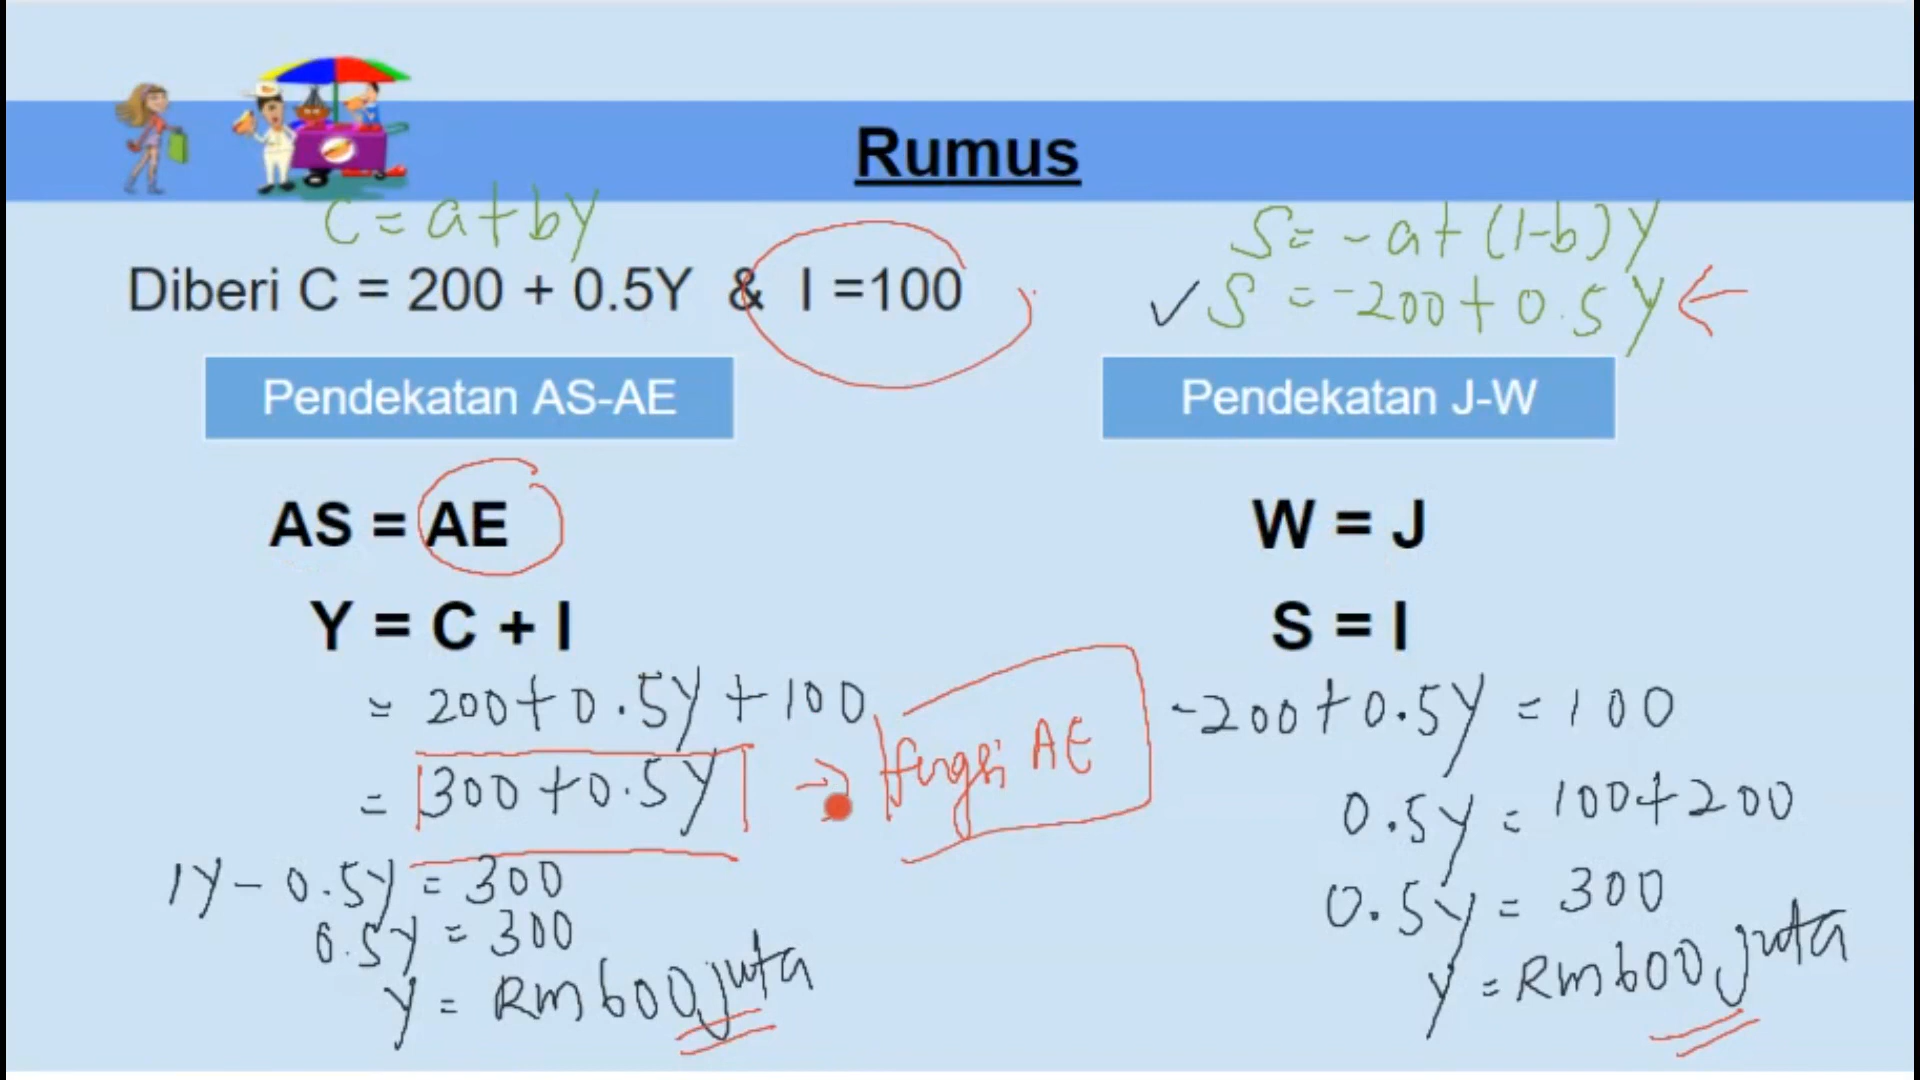 Rumus
C = a + bY
Diberi C = 200 + 0.5Y & I =100
S = -a + (1-b)Y
✓ S = -200 + 0.5Y ←
Pendekatan AS-AE
AS = AE
Y = C + I
= 200 + 0.5Y + 100
= 300 + 0.5Y → fungsi AE
1Y - 0.5Y = 300
0.5Y = 300
Y = Rm 600 juta
Pendekatan J-W
W = J
S = I
-200 + 0.5Y = 100
0.5Y = 100 + 200
0.5Y = 300
Y = Rm 600 juta